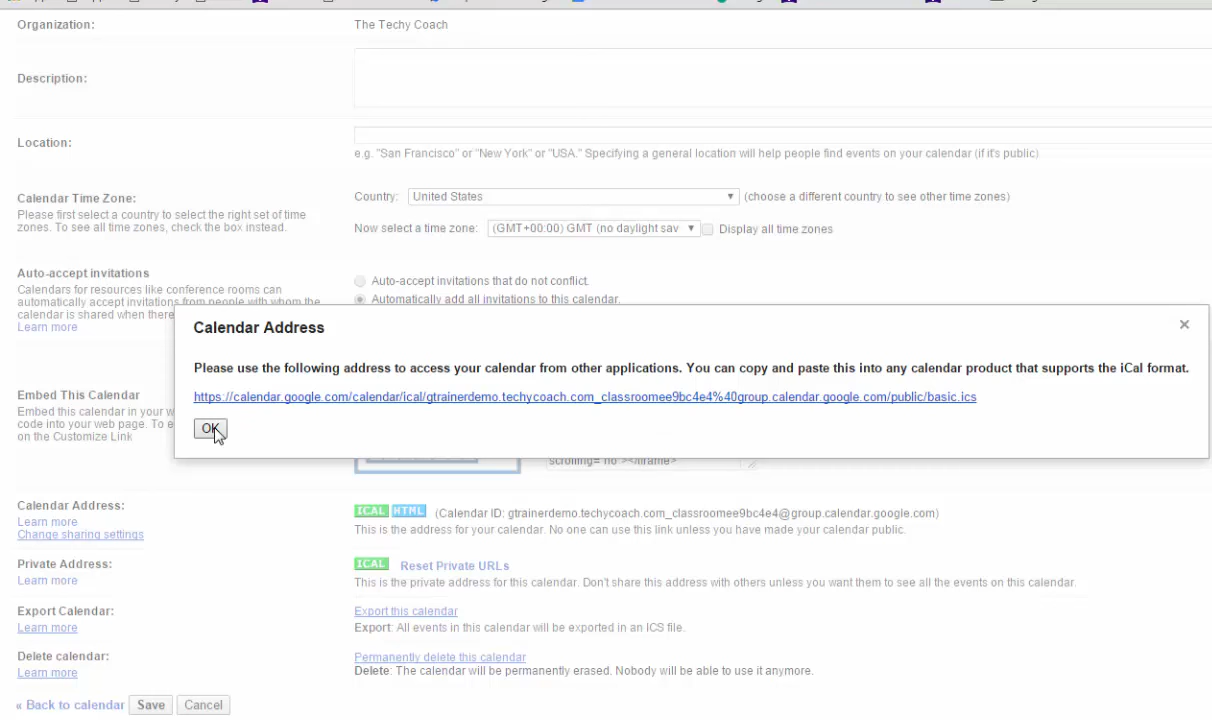 Organization:
The Techy Coach
Description:
Location:
e.g. "San Francisco" or "New York" or "USA." Specifying a general location will help people find events on your calendar (if it's public)
Calendar Time Zone:
Please first select a country to select the right set of time
zones. To see all time zones, check the box instead.
Country: United States (choose a different country to see other time zones)
Now select a time zone: (GMT+00:00) GMT (no daylight sav Display all time zones
Auto-accept invitations
Calendars for resources like conference rooms can
automatically accept invitations from people with whom the
calendar is shared when there
Learn more
Auto-accept invitations that do not conflict.
Automatically add all invitations to this calendar.
Calendar Address
Please use the following address to access your calendar from other applications. You can copy and paste this into any calendar product that supports the iCal format.
https://calendar.google.com/calendar/ical/gtrainerdemo.techycoach.com_classroomee9bc4e4%40group.calendar.google.com/public/basic.ics
OK
Embed This Calendar
Embed this calendar in your w
code into your web page. To e
on the Customize Link
scrolling="no"></iframe>
Calendar Address:
Learn more
Change sharing settings
ICAL HTML (Calendar ID: gtrainerdemo.techycoach.com_classroomee9bc4e4@group.calendar.google.com)
This is the address for your calendar. No one can use this link unless you have made your calendar public.
Private Address:
Learn more
ICAL Reset Private URLs
This is the private address for this calendar. Don't share this address with others unless you want them to see all the events on this calendar.
Export Calendar:
Learn more
Export this calendar
Export: All events in this calendar will be exported in an ICS file.
Delete calendar:
Learn more
Permanently delete this calendar
Delete: The calendar will be permanently erased. Nobody will be able to use it anymore.
« Back to calendar Save Cancel